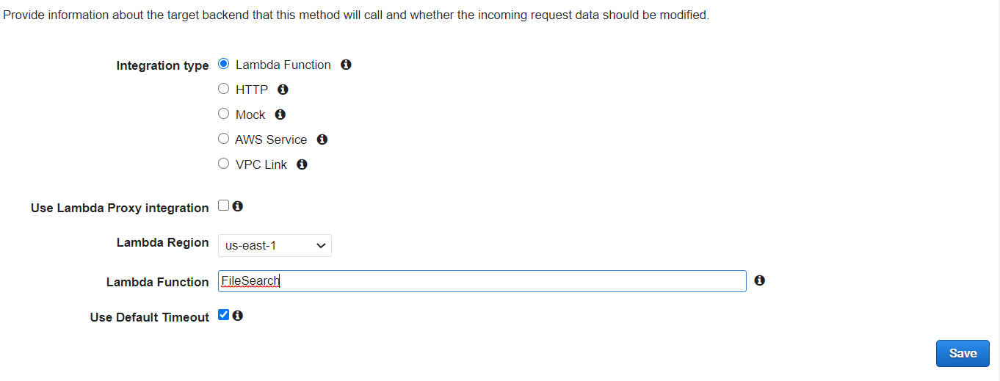 Provide information about the target backend that this method will call and whether the incoming request data should be modified.
Integration type Lambda Function
HTTP
Mock
AWS Service
VPC Link
Use Lambda Proxy integration
Lambda Region us-east-1
Lambda Function FileSearch
Use Default Timeout
Save